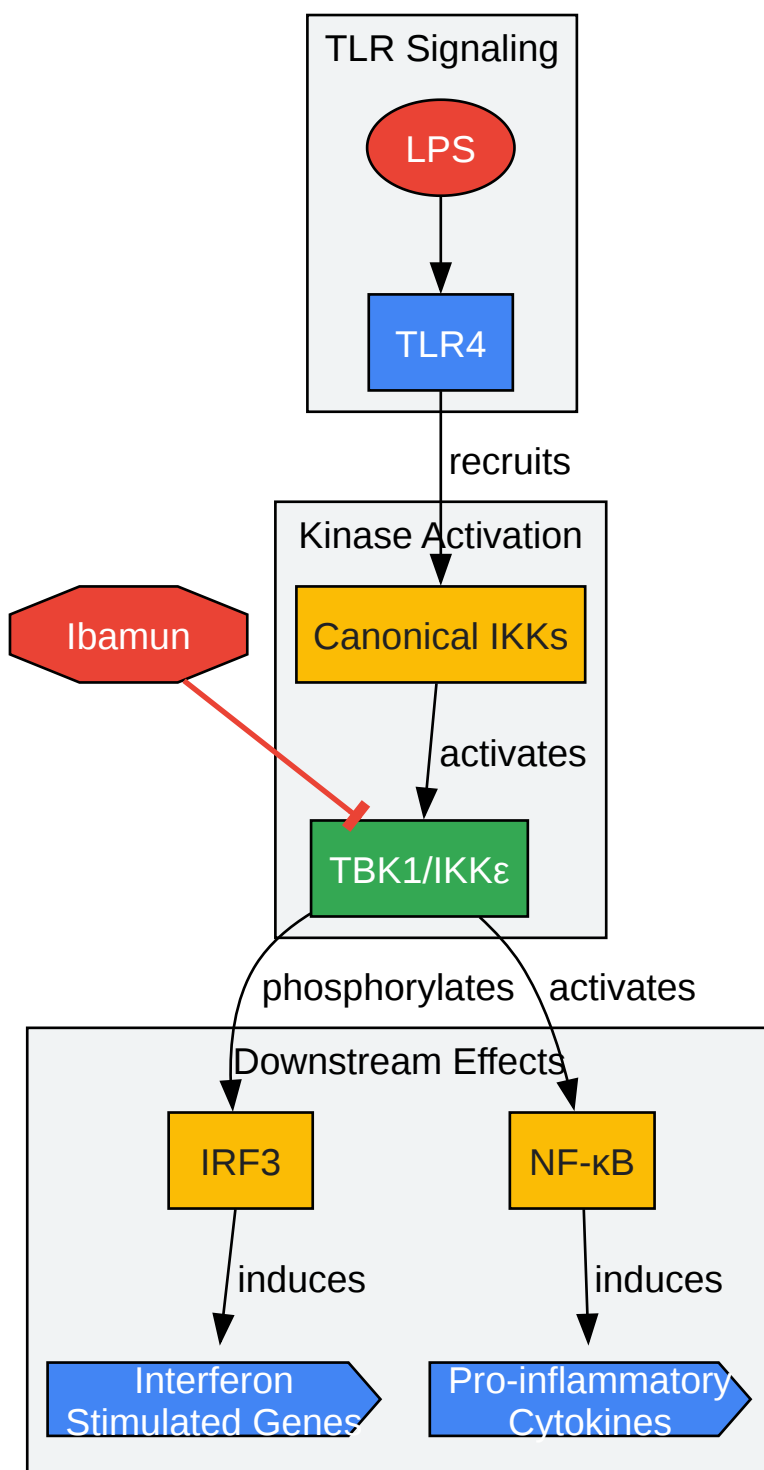 TLR Signaling
LPS
TLR4
recruits
Kinase Activation
Ibamun
Canonical IKKs
activates
TBK1/IKKε
phosphorylates
activates
Downstream Effects
IRF3
NF-κB
induces
induces
Interferon
Stimulated Genes
Pro-inflammatory
Cytokines